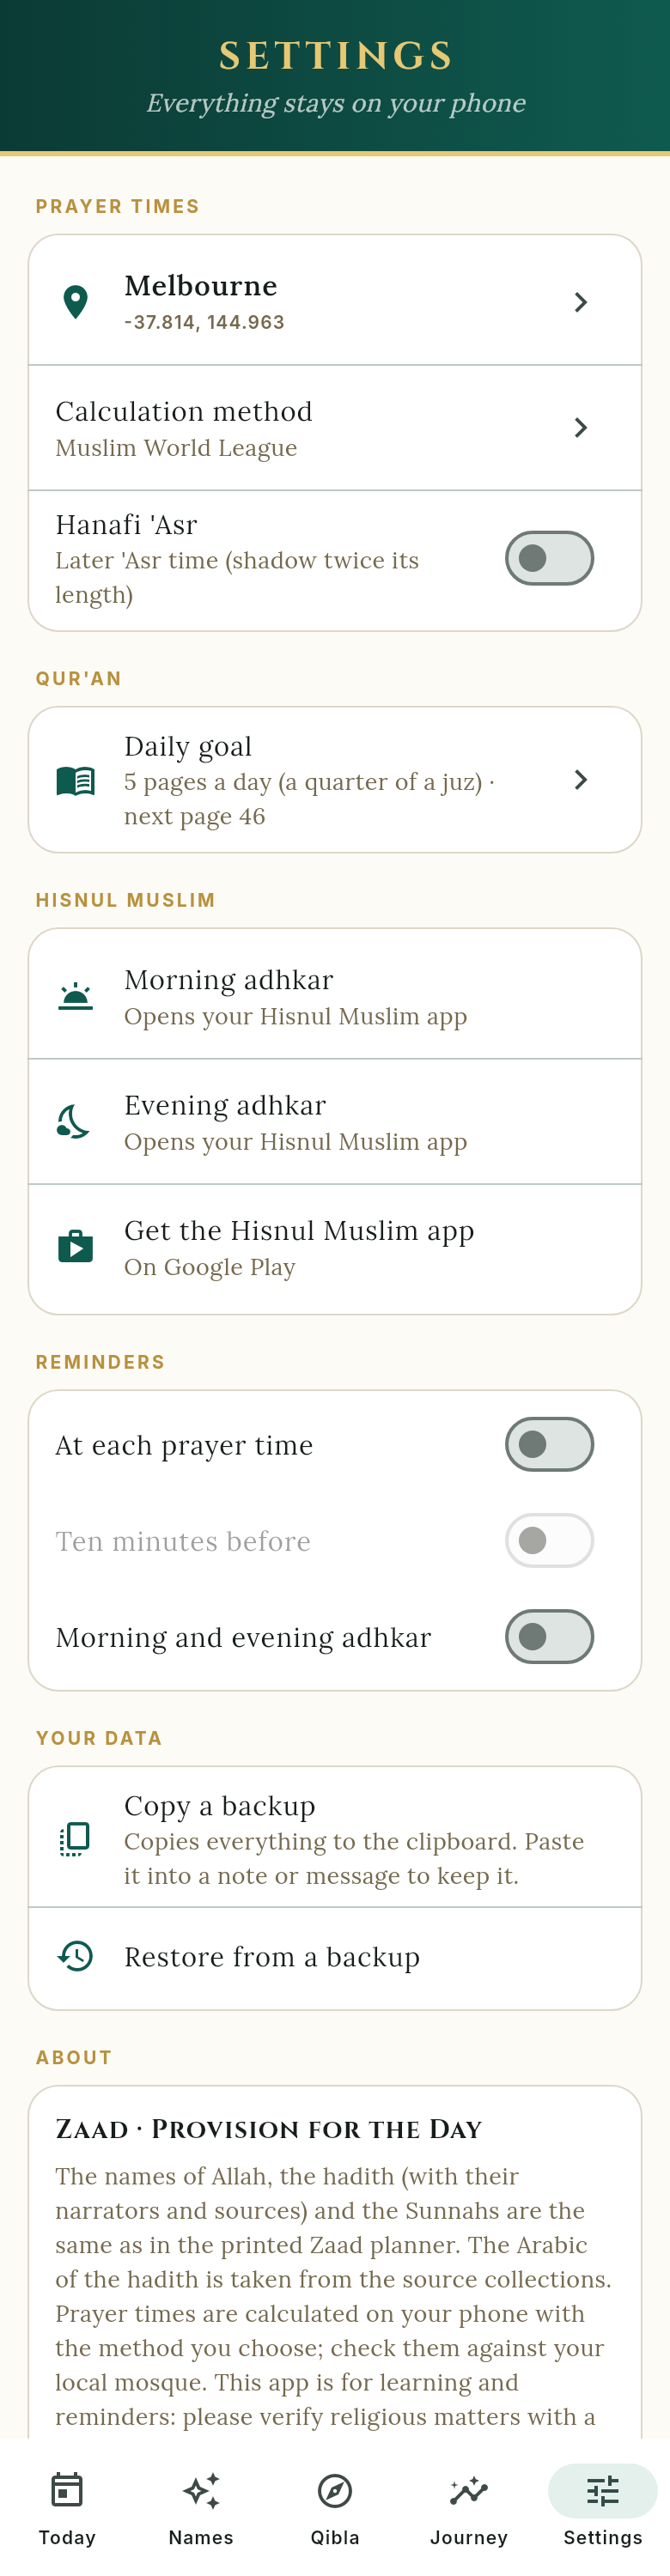 SETTINGS
Everything stays on your phone
PRAYER TIMES
Melbourne
-37.814, 144.963
Calculation method
Muslim World League
Hanafi 'Asr
Later 'Asr time (shadow twice its
length)
QUR'AN
Daily goal
5 pages a day (a quarter of a juz) ·
next page 46
HISNUL MUSLIM
Morning adhkar
Opens your Hisnul Muslim app
Evening adhkar
Opens your Hisnul Muslim app
Get the Hisnul Muslim app
On Google Play
REMINDERS
At each prayer time
Ten minutes before
Morning and evening adhkar
YOUR DATA
Copy a backup
Copies everything to the clipboard. Paste
it into a note or message to keep it.
Restore from a backup
ABOUT
Zaad · Provision for the Day
The names of Allah, the hadith (with their
narrators and sources) and the Sunnahs are the
same as in the printed Zaad planner. The Arabic
of the hadith is taken from the source collections.
Prayer times are calculated on your phone with
the method you choose; check them against your
local mosque. This app is for learning and
reminders: please verify religious matters with a
Today
Names
Qibla
Journey
Settings